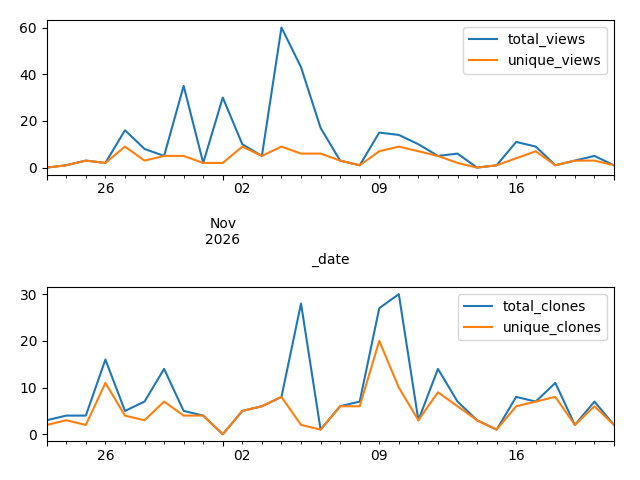 60
40
20
0
total_views
unique_views
26
02
09
16
Nov
2026
_date
30
20
10
0
total_clones
unique_clones
26
02
09
16